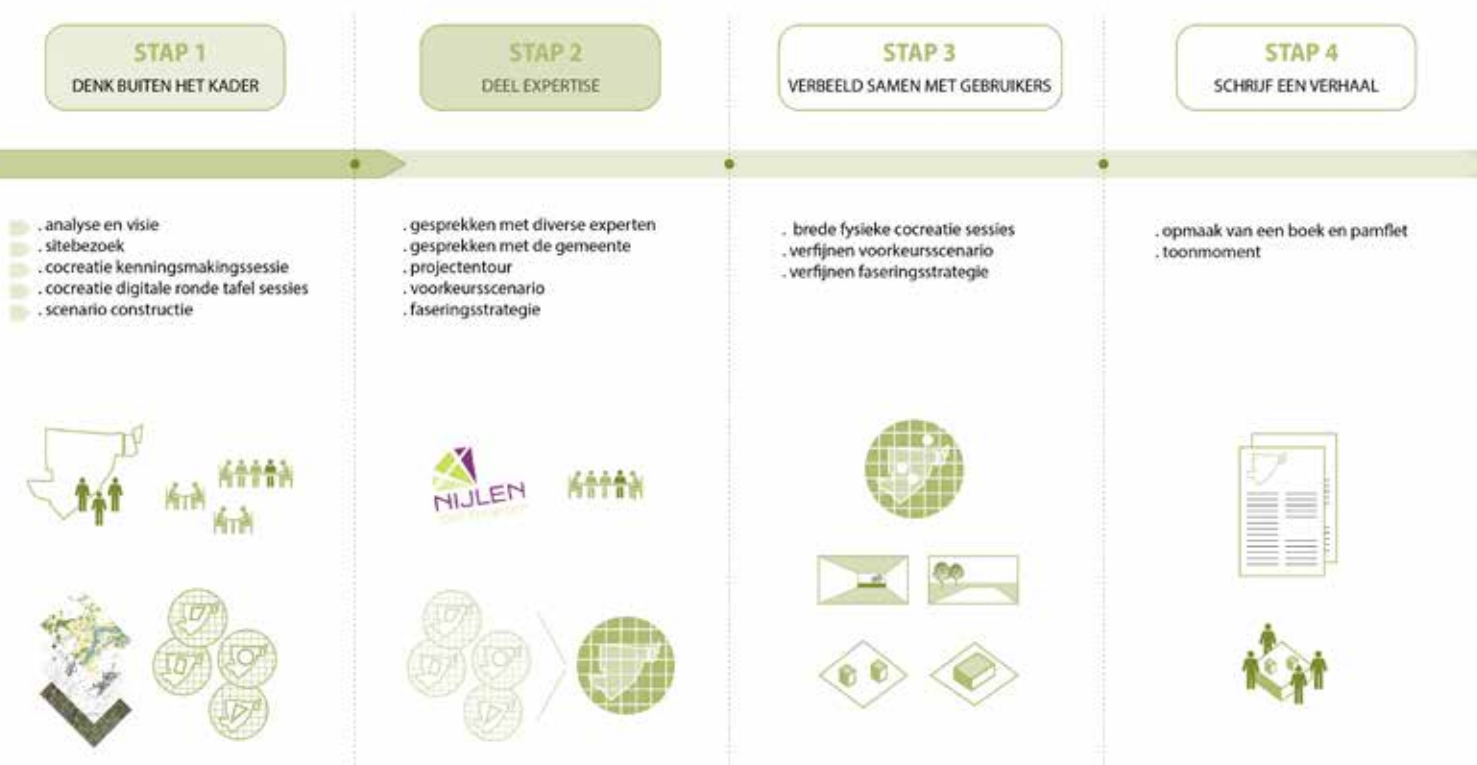 STAP 1
DENK BUITEN HET KADER
. analyse en visie
. sitebezoek
. cocreatie kenningsmakingssessie
. cocreatie digitale ronde tafel sessies
. scenario constructie
STAP 2
DEEL EXPERTISE
. gesprekken met diverse experten
. gesprekken met de gemeente
. projectentour
. voorkeursscenario
. faseringsstrategie
NIJLEN
STAP 3
VERBEELD SAMEN MET GEBRUIKERS
. brede fysieke cocreatie sessies
. verfijnen voorkeursscenario
. verfijnen faseringsstrategie
STAP 4
SCHRIJF EEN VERHAAL
. opmaak van een boek en pamflet
. toonmoment